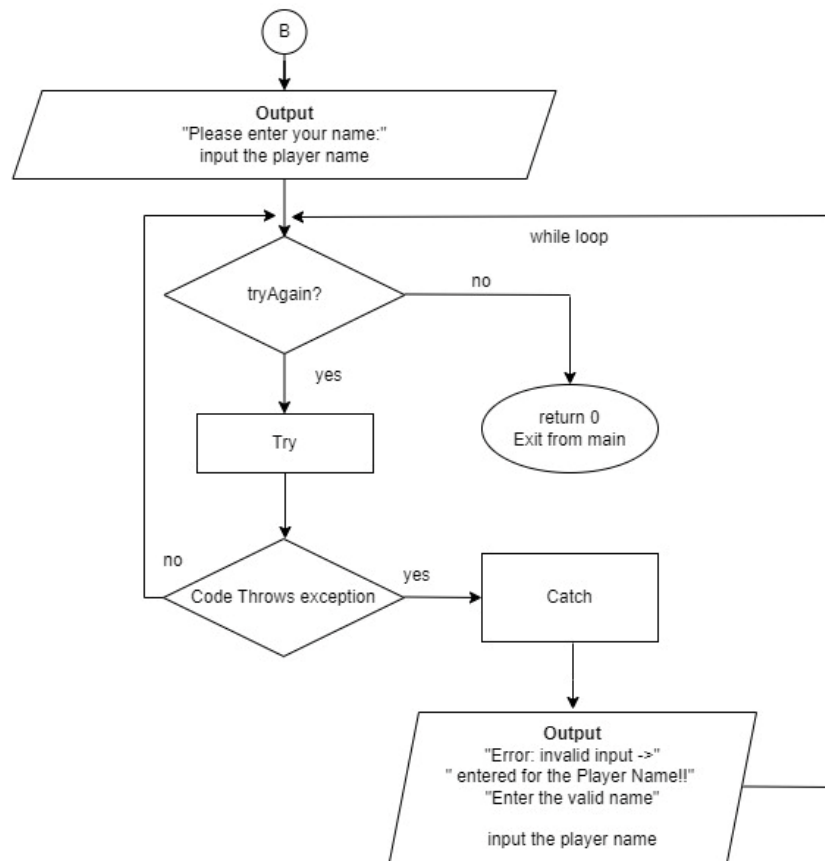 B
Output
"Please enter your name:"
input the player name
while loop
tryAgain?
no
yes
return 0
Exit from main
Try
no
Code Throws exception
yes
Catch
Output
"Error: invalid input ->"
" entered for the Player Name!!"
"Enter the valid name"
input the player name